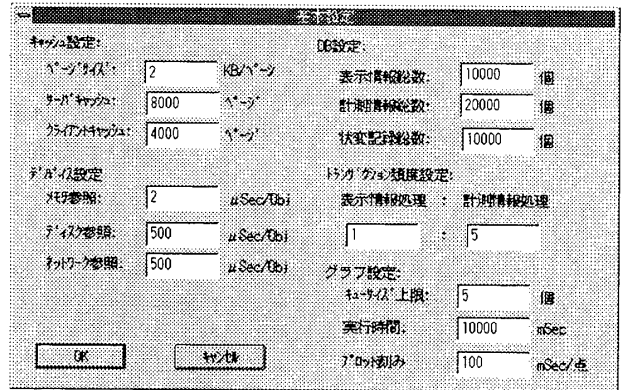 基本設定
キャッシュ設定:
ページサイズ: 2 KB/ページ
サーバキャッシュ: 8000 ページ
クライアントキャッシュ: 4000 ページ
デバイス設定
メモリ参照: 2 μSec/Obj
ディスク参照: 500 μSec/Obj
ネットワーク参照: 500 μSec/Obj
OK キャンセル
DB設定:
表示情報総数: 10000 個
計測情報総数: 20000 個
状変記録総数: 10000 個
トランザクション頻度設定:
表示情報処理 : 計測情報処理
1 : 5
グラフ設定:
キューサイズ上限: 5 個
実行時間: 10000 mSec
プロット刻み 100 mSec/点